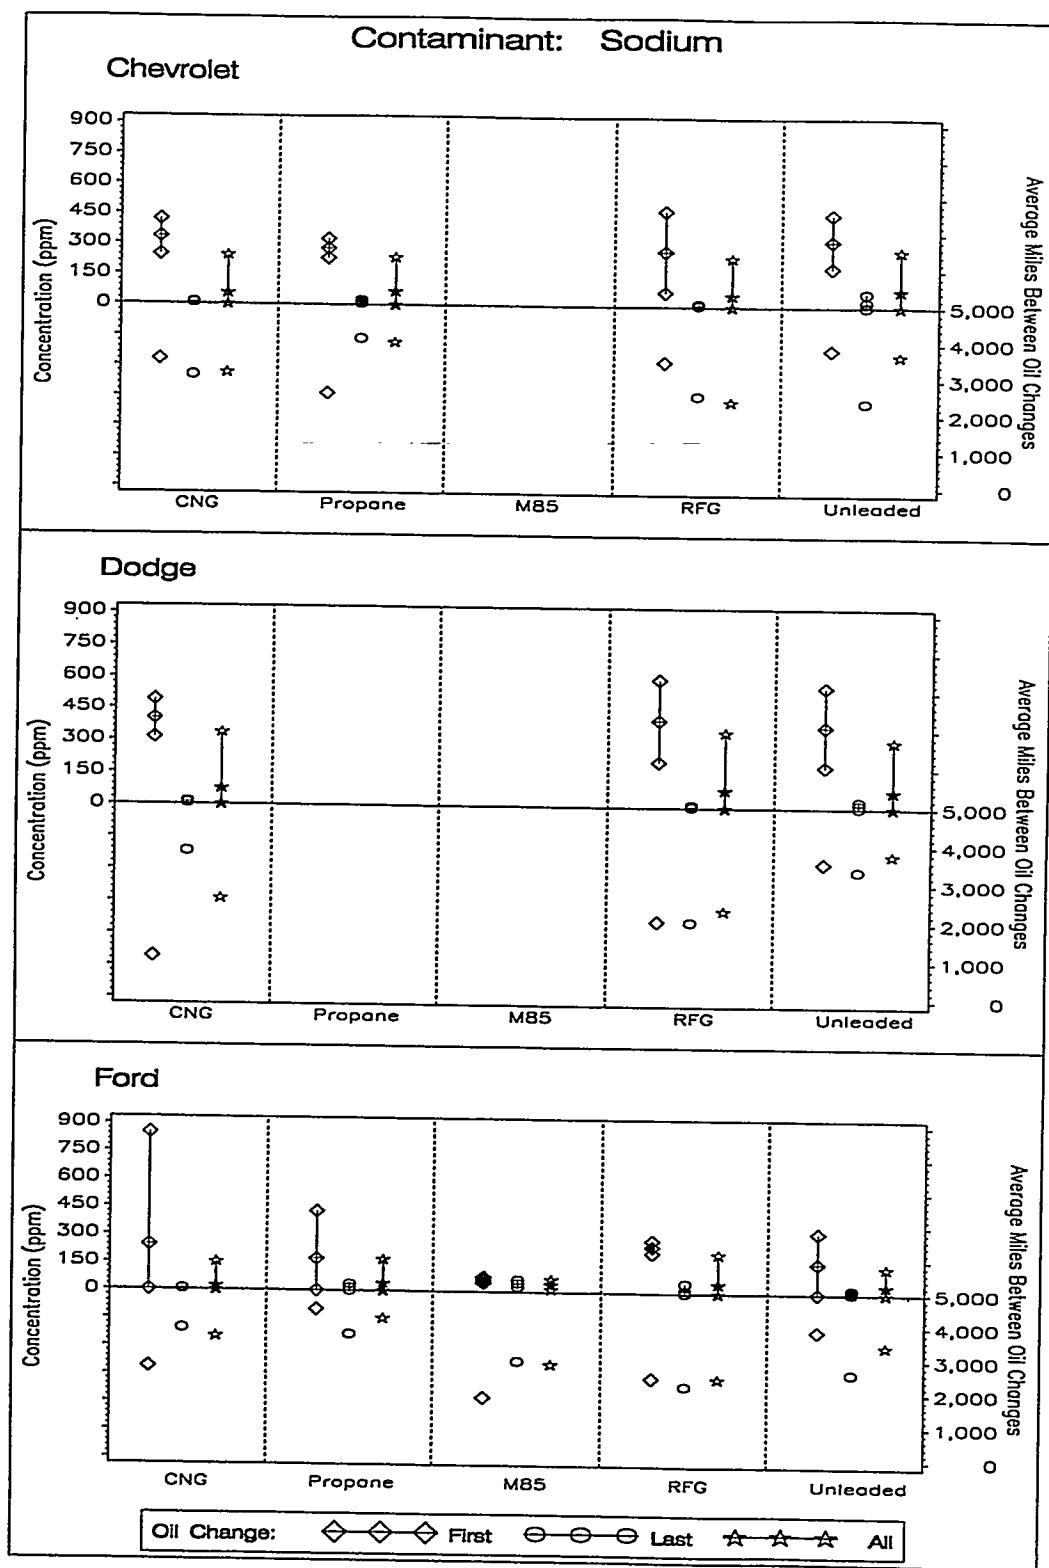 Contaminant: Sodium
Chevrolet
Concentration (ppm)
900
750
600
450
300
150
0
Average Miles Between Oil Changes
5,000
4,000
3,000
2,000
1,000
0
CNG Propane M85 RFG Unleaded
Dodge
Concentration (ppm)
900
750
600
450
300
150
0
Average Miles Between Oil Changes
5,000
4,000
3,000
2,000
1,000
0
CNG Propane M85 RFG Unleaded
Ford
Concentration (ppm)
900
750
600
450
300
150
0
Average Miles Between Oil Changes
5,000
4,000
3,000
2,000
1,000
0
CNG Propane M85 RFG Unleaded
Oil Change: First Last All